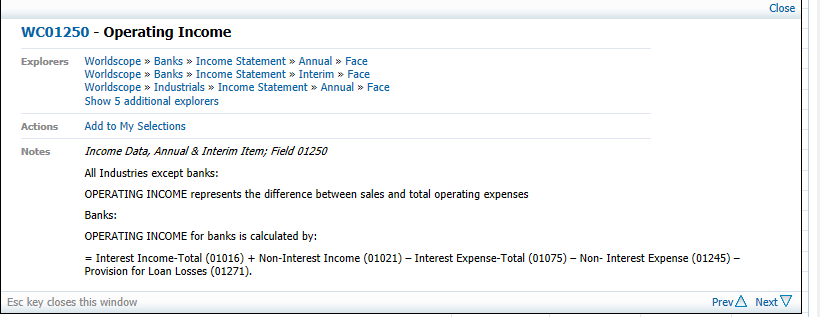 Close
WC01250 - Operating Income
Explorers Worldscope » Banks » Income Statement » Annual » Face
Worldscope » Banks » Income Statement » Interim » Face
Worldscope » Industrials » Income Statement » Annual » Face
Show 5 additional explorers
Actions Add to My Selections
Notes Income Data, Annual & Interim Item; Field 01250
All Industries except banks:
OPERATING INCOME represents the difference between sales and total operating expenses
Banks:
OPERATING INCOME for banks is calculated by:
= Interest Income-Total (01016) + Non-Interest Income (01021) – Interest Expense-Total (01075) – Non- Interest Expense (01245) –
Provision for Loan Losses (01271).
Esc key closes this window Prev Next